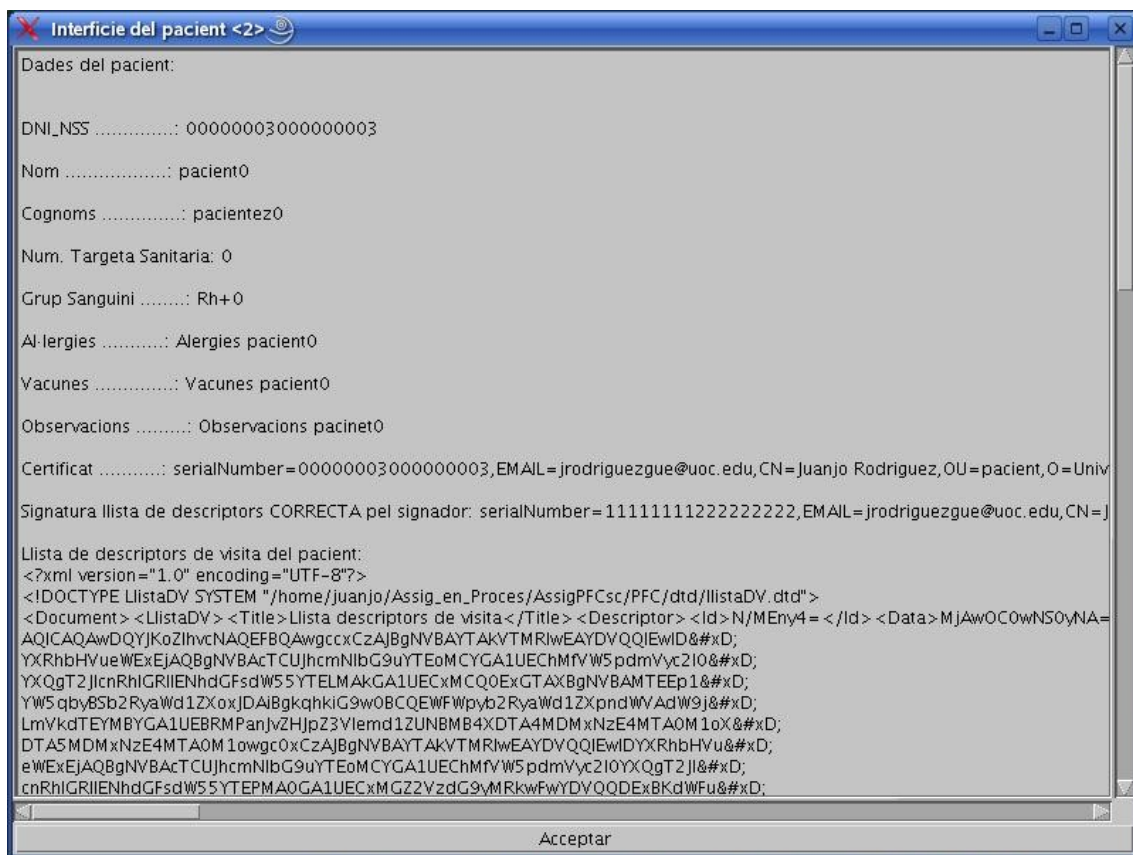 Interficie del pacient <2>
Dades del pacient:
DNI_NSS ..............: 00000003000000003
Nom ..................: pacient0
Cognoms ..............: pacientez0
Num. Targeta Sanitaria: 0
Grup Sanguini ........: Rh+0
Al·lergies ...........: Alergies pacient0
Vacunes ..............: Vacunes pacient0
Observacions .........: Observacions pacinet0
Certificat ...........: serialNumber=00000003000000003,EMAIL=jrodriguezgue@uoc.edu,CN=Juanjo Rodriguez,OU=pacient,O=Univ
Signatura llista de descriptors CORRECTA pel signador: serialNumber=11111111222222222,EMAIL=jrodriguezgue@uoc.edu,CN=J
Llista de descriptors de visita del pacient:
<?xml version="1.0" encoding="UTF-8"?>
<!DOCTYPE LlistaDV SYSTEM "/home/juanjo/Assig_en_Proces/AssigPFCsc/PFC/dtd/llistaDV.dtd">
<Document><LlistaDV><Title>Llista descriptors de visita</Title><Descriptor><Id>N/MEny4=</Id><Data>MjAwOC0wNS0yNA=
AQICAQAwDQYJKoZIhvcNAQEFBQAwgccxCzAJBgNVBAYTAkVTMRIwEAYDVQQIEwlD&#xD;
YXRhbHVueWExEjAQBgNVBAcTCUJhcmNlbG9uYTEoMCYGA1UEChMfVW5pdmVyc2l0&#xD;
YXQgT2JlcnRhIGRlIENhdGFsdW55YTELMAkGA1UECxMCQ0ExGTAXBgNVBAMTEEp1&#xD;
YW5qbyBSb2RyaWd1ZXoxJDAiBgkqhkiG9w0BCQEWFWpyb2RyaWd1ZXpndWVAdW9j&#xD;
LmVkdTEYMBYGA1UEBRMPanJvZHJpZ3VIemd1ZUNBMB4XDTA4MDMxNzE4MTA0M1oX&#xD;
DTA5MDMxNzE4MTA0M1owgc0xCzAJBgNVBAYTAkVTMRIwEAYDVQQIEwlDYXRhbHVu&#xD;
eWExEjAQBgNVBAcTCUJhcmNlbG9uYTEoMCYGA1UEChMfVW5pdmVyc2l0YXQgT2Jl&#xD;
cnRhIGRlIENhdGFsdW55YTEPMA0GA1UECxMGZ2VzdG9yMRkwFwYDVQQDExBKdWFu&#xD;
Acceptar